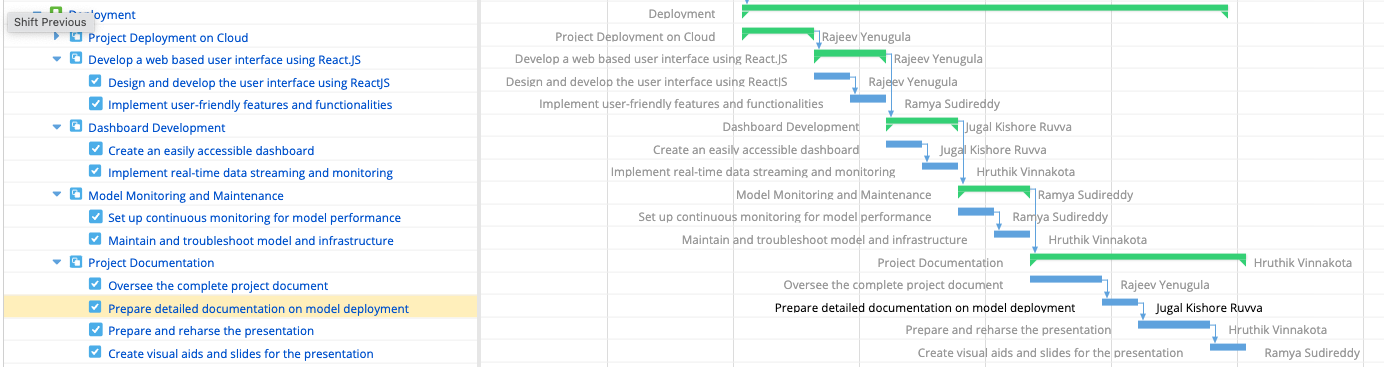 Deployment Deployment
Shift Previous
Project Deployment on Cloud Project Deployment on Cloud Rajeev Yenugula
Develop a web based user interface using React.JS Develop a web based user interface using React.JS Rajeev Yenugula
Design and develop the user interface using ReactJS Design and develop the user interface using ReactJS Rajeev Yenugula
Implement user-friendly features and functionalities Implement user-friendly features and functionalities Ramya Sudireddy
Dashboard Development Dashboard Development Jugal Kishore Ruvva
Create an easily accessible dashboard Create an easily accessible dashboard Jugal Kishore Ruvva
Implement real-time data streaming and monitoring Implement real-time data streaming and monitoring Hruthik Vinnakota
Model Monitoring and Maintenance Model Monitoring and Maintenance Ramya Sudireddy
Set up continuous monitoring for model performance Set up continuous monitoring for model performance Ramya Sudireddy
Maintain and troubleshoot model and infrastructure Maintain and troubleshoot model and infrastructure Hruthik Vinnakota
Project Documentation Project Documentation Hruthik Vinnakota
Oversee the complete project document Oversee the complete project document Rajeev Yenugula
Prepare detailed documentation on model deployment Prepare detailed documentation on model deployment Jugal Kishore Ruvva
Prepare and reharse the presentation Prepare and reharse the presentation Hruthik Vinnakota
Create visual aids and slides for the presentation Create visual aids and slides for the presentation Ramya Sudireddy